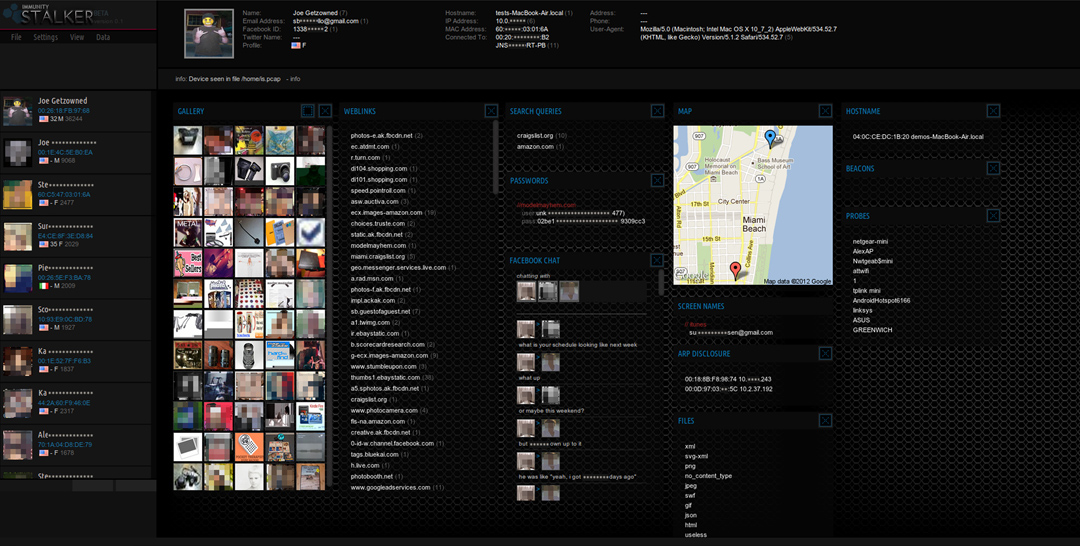 IMMUNITY
STALKER BETA
File Settings View Data
Name: Joe Getzowned (7)
Email Address: sb******llo@gmail.com (1)
Facebook ID: 1338*****2 (1)
Twitter Name: ---
Profile: F
Hostname: tests-MacBook-Air.local (1)
IP Address: 10.0.***** (6)
MAC Address: 60:*****:03:01:6A
Connected To: 00:20:********:B2
JNS*****RT-PB (11)
Address: ---
Phone: ---
User-Agent: Mozilla/5.0 (Macintosh; Intel Mac OS X 10_7_2) AppleWebKit/534.52.7
(KHTML, like Gecko) Version/5.1.2 Safari/534.52.7 (5)
info: Device seen in file /home/is.pcap - info
Joe Getzowned
00:26:18:FB:97:68
32 M 36244
Joe *************
00:1E:4C:5E:B0:EA
- M 9068
Ste*************
60:C5:47:03:01:6A
- F 2477
Sur*************
E4:CE:8F:3E:D8:84
35 F 2029
Pie*************
00:26:5E:F3:BA:78
- M 2009
Sco*************
10:93:E9:0C:BD:78
- M 1927
Ka *************
00:1E:52:7F:F6:B3
- F 1837
Ka *************
44:2A:60:F5:48:0E
- F 2317
Ale*************
70:1A:04:D8:DE:79
- F 1678
Ste*************
GALLERY
METAL
Best
Sellers
WEBLINKS
photos-e.ak.fbcdn.net (2)
ec.atdmt.com (1)
r.turn.com (1)
di104.shopping.com (1)
di101.shopping.com (1)
speed.pointroll.com (1)
asw.auctiva.com (3)
ecx.images-amazon.com (19)
choices.truste.com (2)
static.ak.fbcdn.net (2)
modelmayhem.com (1)
miami.craigslist.org (5)
geo.messenger.services.live.com (1)
a.rad.msn.com (1)
photos-f.ak.fbcdn.net (1)
impl.ackak.com (2)
sb.guestofaguest.net (7)
a1.twimg.com (2)
ir.ebaystatic.com (1)
b.scorecardresearch.com (2)
g-ecx.images-amazon.com (9)
www.stumbleupon.com (3)
thumbs1.ebaystatic.com (38)
a5.sphotos.ak.fbcdn.net (1)
craigslist.org (1)
www.photocamera.com (4)
fls-na.amazon.com (1)
creative.ak.fbcdn.net (1)
0-id-w.channel.facebook.com (1)
tags.bluekai.com (1)
h.live.com (1)
photobooth.net (1)
www.googleadservices.com (11)
SEARCH QUERIES
craigslist.org (10)
amazon.com (1)
PASSWORDS
//modelmayhem.com
user: unk ******************** 477)
pass: 02be1 ******************** 9309cc3
FACEBOOK CHAT
chatting with
what is your schedule looking like next week
what up
or maybe this weekend?
but ******own up to it
he was like "yeah, i got ********days ago"
MAP
907
907
907
Holocaust
Memorial on
Miami Beach
Bass Museum
School of Art
City Center
17th St
15th St
Miami
Beach
Alton Rd
Collins Ave
Google
Map data ©2012 Google
SCREEN NAMES
// itunes
su**********sen@gmail.com
ARP DISCLOSURE
00:18:8B:F8:98:74 10.****.243
00:0D:97:03:**:5C 10.2.37.192
FILES
xml
svg-xml
png
no_content_type
jpeg
swf
gif
json
html
useless
HOSTNAME
04:0C:CE:DC:1B:20 demos-MacBook-Air.local
BEACONS
PROBES
netgear-mini
AlexAP
Nwtgeab$mini
attwifi
1
tplink mini
AndroidHotspot6166
linksys
ASUS
GREENWICH